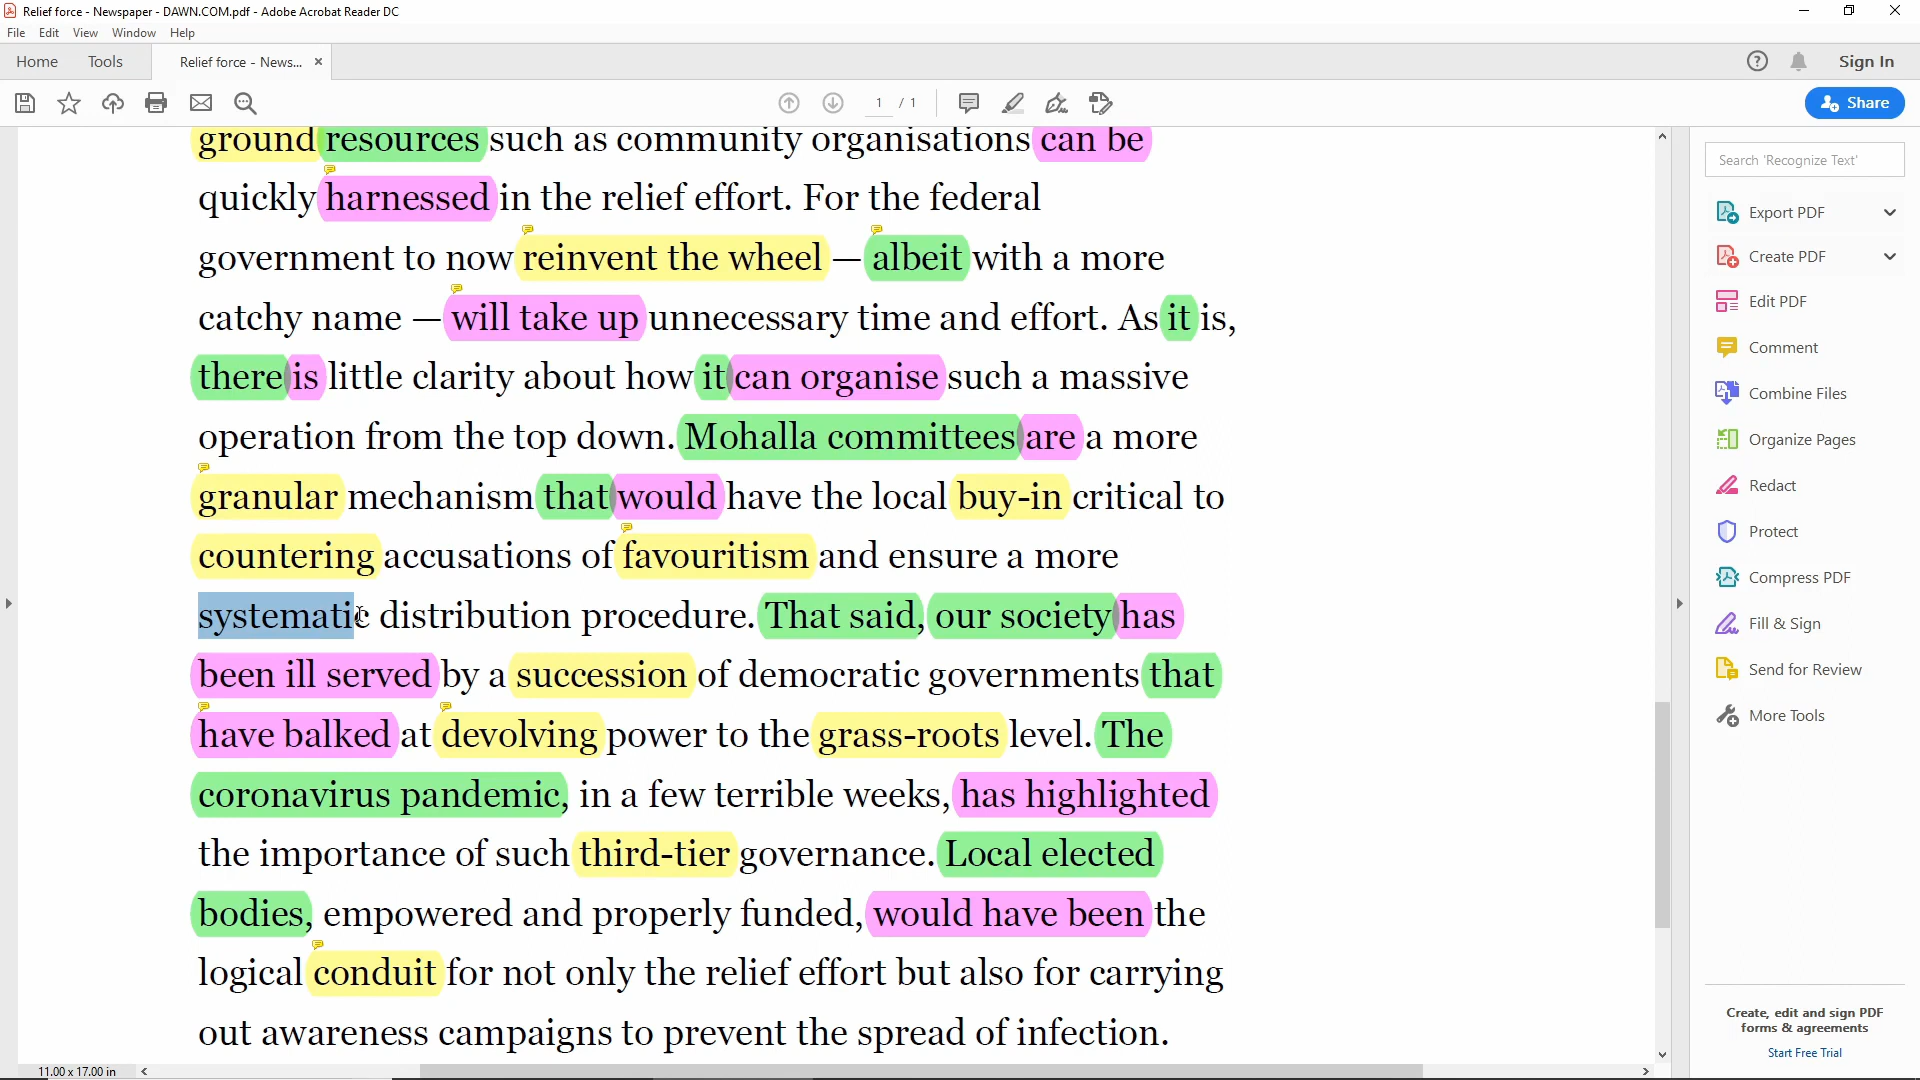 Relief force - Newspaper - DAWN.COM.pdf - Adobe Acrobat Reader DC
File Edit View Window Help
Home Tools Relief force - News... ×
Sign In
1 / 1
Share
ground resources such as community organisations can be
quickly harnessed in the relief effort. For the federal
government to now reinvent the wheel — albeit with a more
catchy name — will take up unnecessary time and effort. As it is,
there is little clarity about how it can organise such a massive
operation from the top down. Mohalla committees are a more
granular mechanism that would have the local buy-in critical to
countering accusations of favouritism and ensure a more
systematic distribution procedure. That said, our society has
been ill served by a succession of democratic governments that
have balked at devolving power to the grass-roots level. The
coronavirus pandemic, in a few terrible weeks, has highlighted
the importance of such third-tier governance. Local elected
bodies, empowered and properly funded, would have been the
logical conduit for not only the relief effort but also for carrying
out awareness campaigns to prevent the spread of infection.
11.00 x 17.00 in
Search 'Recognize Text'
Export PDF
Create PDF
Edit PDF
Comment
Combine Files
Organize Pages
Redact
Protect
Compress PDF
Fill & Sign
Send for Review
More Tools
Create, edit and sign PDF
forms & agreements
Start Free Trial